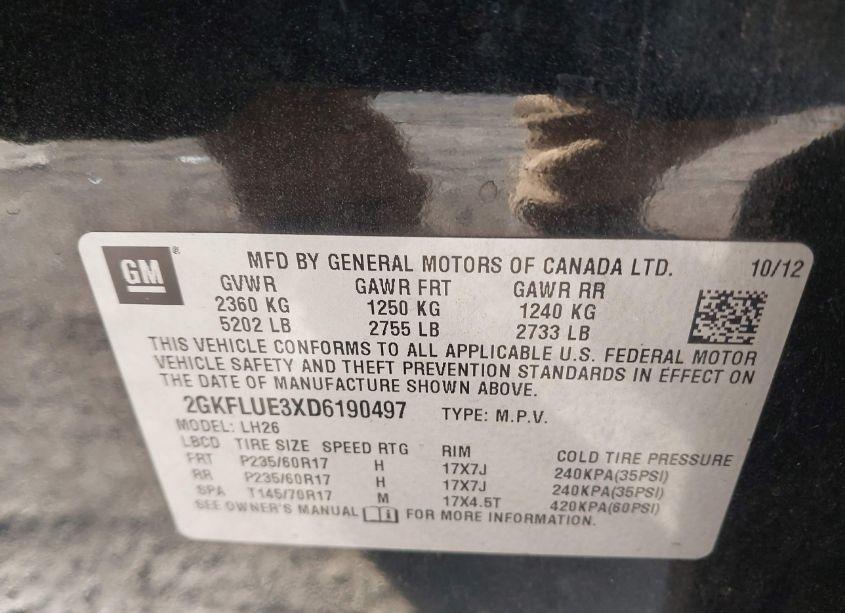 GM ®
MFD BY GENERAL MOTORS OF CANADA LTD. 10/12
GVWR GAWR FRT GAWR RR
2360 KG 1250 KG 1240 KG
5202 LB 2755 LB 2733 LB
THIS VEHICLE CONFORMS TO ALL APPLICABLE U.S. FEDERAL MOTOR
VEHICLE SAFETY AND THEFT PREVENTION STANDARDS IN EFFECT ON
THE DATE OF MANUFACTURE SHOWN ABOVE.
2GKFLUE3XD6190497 TYPE: M.P.V.
MODEL: LH26
LBCD TIRE SIZE SPEED RTG RIM COLD TIRE PRESSURE
FRT P235/60R17 H 17X7J 240KPA(35PSI)
RR P235/60R17 H 17X7J 240KPA(35PSI)
SPA T145/70R17 M 17X4.5T 420KPA(60PSI)
SEE OWNER'S MANUAL FOR MORE INFORMATION.